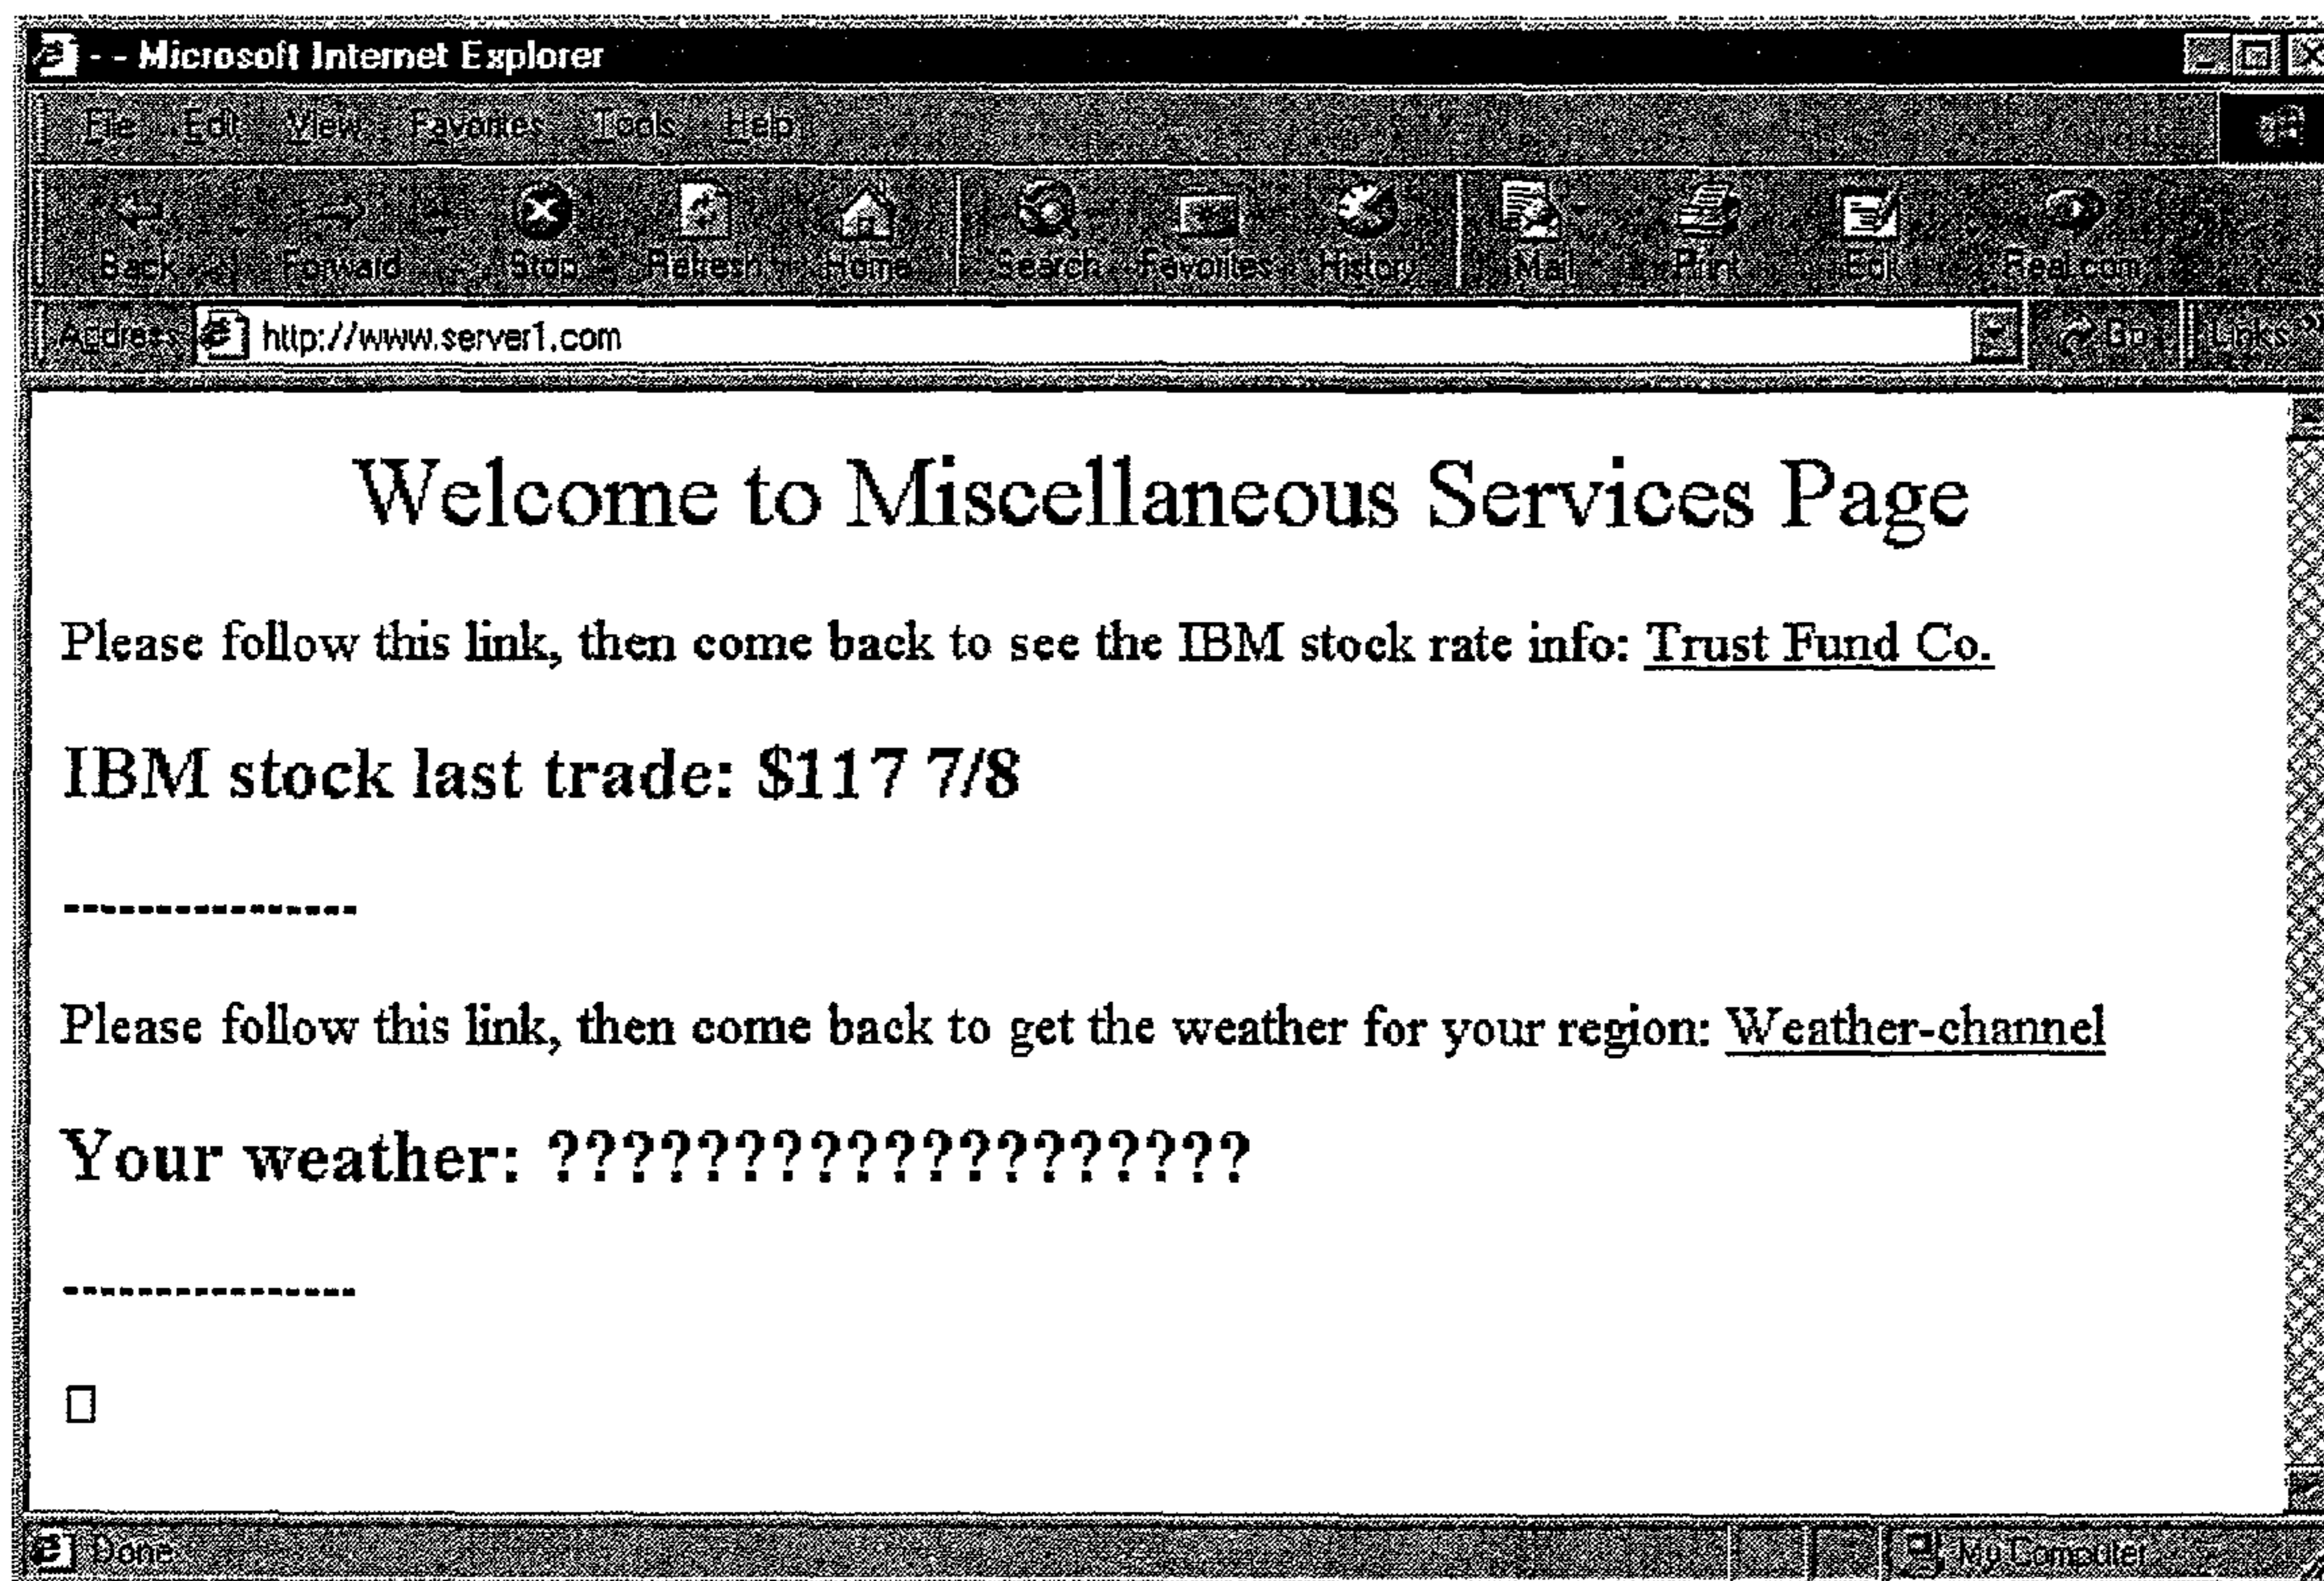 - - Microsoft Internet Explorer
File Edit View Favorites Tools Help
Back Forward Stop Refresh Home Search Favorites History Mail Print Edit Real.com
Address http://www.server1.com Go Links »
Welcome to Miscellaneous Services Page
Please follow this link, then come back to see the IBM stock rate info: Trust Fund Co.
IBM stock last trade: $117 7/8
----------------
Please follow this link, then come back to get the weather for your region: Weather-channel
Your weather: ???????????????????
----------------
Done My Computer